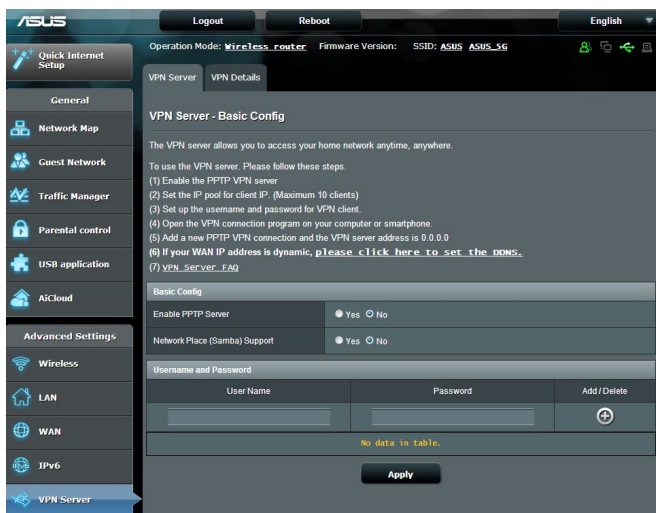 ASUS
Logout
Reboot
English
Quick Internet
Setup
Operation Mode: Wireless router Firmware Version: SSID: ASUS ASUS_5G
VPN Server
VPN Details
General
Network Map
Guest Network
Traffic Manager
Parental control
USB application
AiCloud
Advanced Settings
Wireless
LAN
WAN
IPv6
VPN Server
VPN Server - Basic Config
The VPN server allows you to access your home network anytime, anywhere.
To use the VPN server. Please follow these steps.
(1) Enable the PPTP VPN server
(2) Set the IP pool for client IP. (Maximum 10 clients)
(3) Set up the username and password for VPN client.
(4) Open the VPN connection program on your computer or smartphone.
(5) Add a new PPTP VPN connection and the VPN server address is 0.0.0.0
(6) If your WAN IP address is dynamic, please click here to set the DDNS.
(7) VPN Server FAQ
Basic Config
Enable PPTP Server
Yes No
Network Place (Samba) Support
Yes No
Username and Password
User Name
Password
Add / Delete
No data in table.
Apply